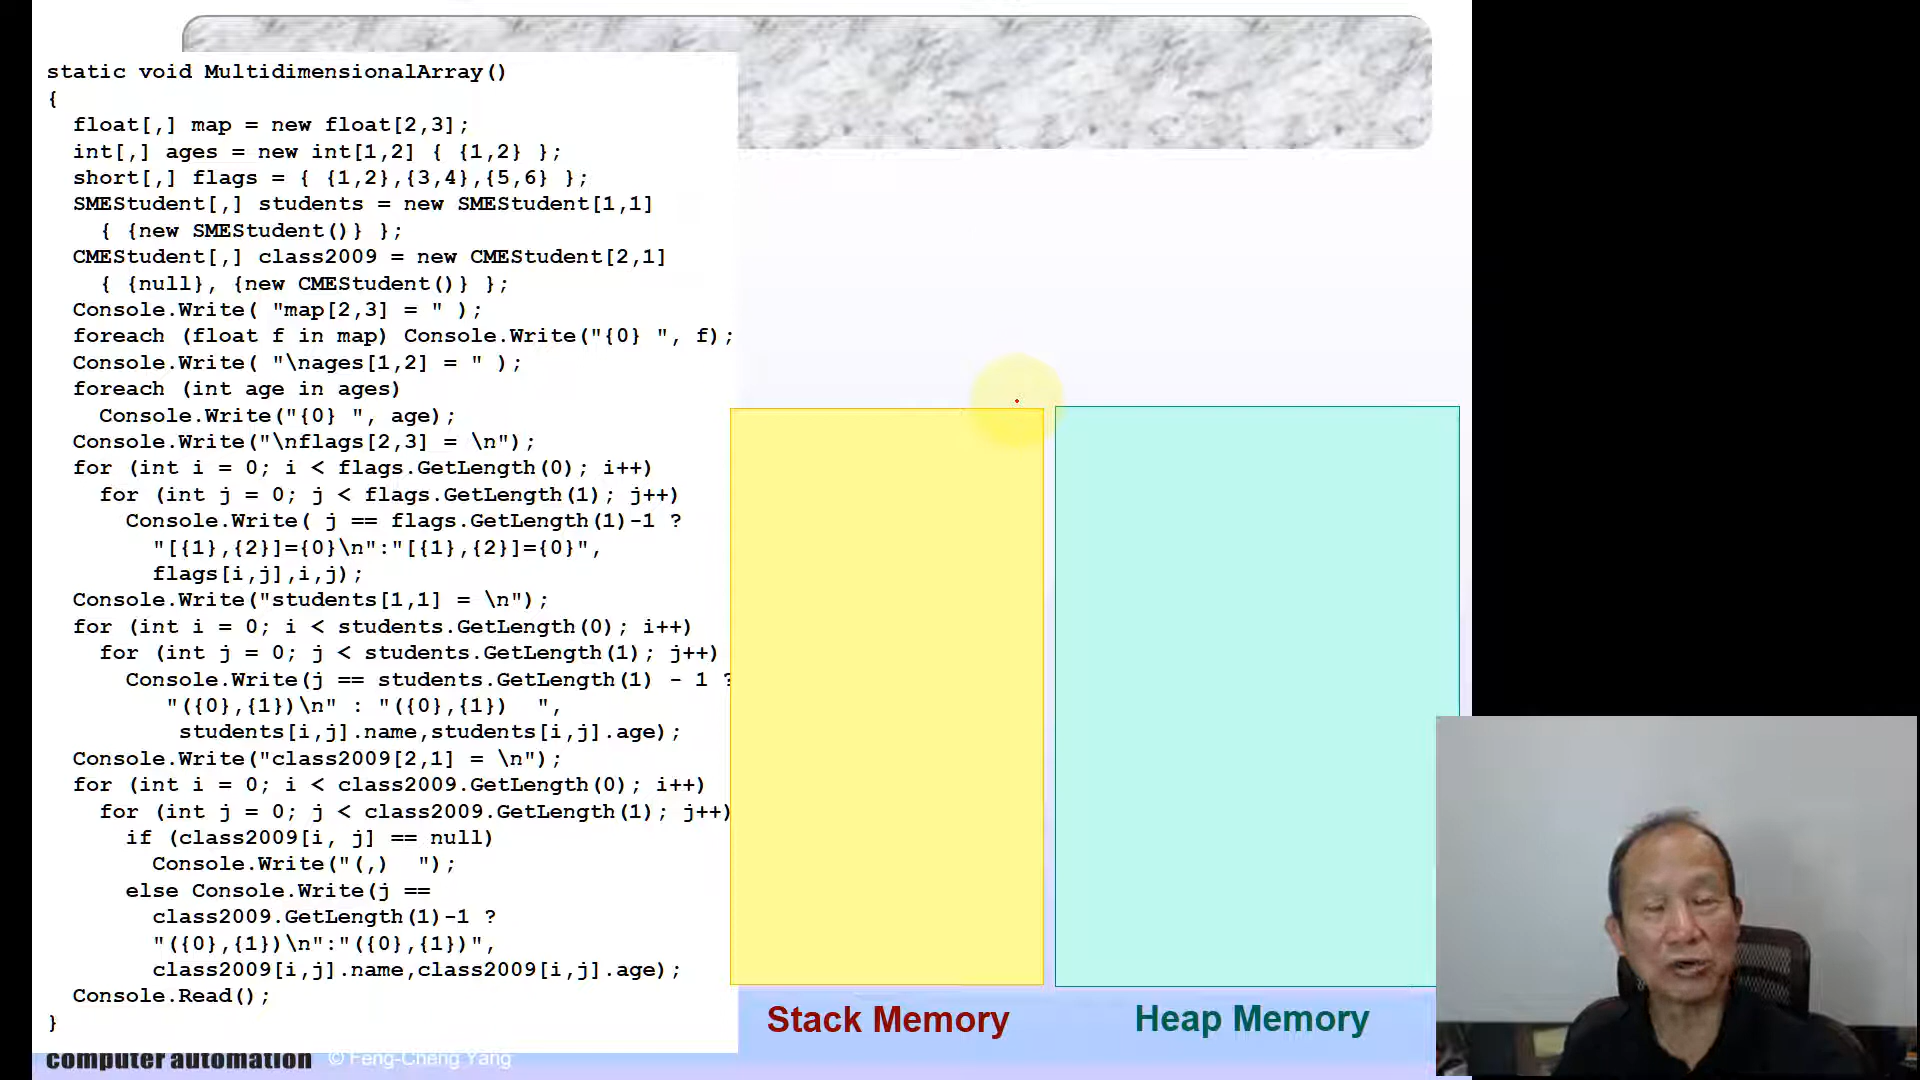 static void MultidimensionalArray()
{
float[,] map = new float[2,3];
int[,] ages = new int[1,2] { {1,2} };
short[,] flags = { {1,2},{3,4},{5,6} };
SMEStudent[,] students = new SMEStudent[1,1]
{ {new SMEStudent()} };
CMEStudent[,] class2009 = new CMEStudent[2,1]
{ {null}, {new CMEStudent()} };
Console.Write( "map[2,3] = " );
foreach (float f in map) Console.Write("{0} ", f);
Console.Write( "\nages[1,2] = " );
foreach (int age in ages)
Console.Write("{0} ", age);
Console.Write("\nflags[2,3] = \n");
for (int i = 0; i < flags.GetLength(0); i++)
for (int j = 0; j < flags.GetLength(1); j++)
Console.Write( j == flags.GetLength(1)-1 ?
"[{1},{2}]={0}\n":"[{1},{2}]={0}",
flags[i,j],i,j);
Console.Write("students[1,1] = \n");
for (int i = 0; i < students.GetLength(0); i++)
for (int j = 0; j < students.GetLength(1); j++)
Console.Write(j == students.GetLength(1) - 1 ?
"({0},{1})\n" : "({0},{1})  ",
students[i,j].name,students[i,j].age);
Console.Write("class2009[2,1] = \n");
for (int i = 0; i < class2009.GetLength(0); i++)
for (int j = 0; j < class2009.GetLength(1); j++)
if (class2009[i, j] == null)
Console.Write("(,)  ");
else Console.Write(j ==
class2009.GetLength(1)-1 ?
"({0},{1})\n":"({0},{1})",
class2009[i,j].name,class2009[i,j].age);
Console.Read();
}
Stack Memory
Heap Memory
computer automation © Feng-Cheng Yang